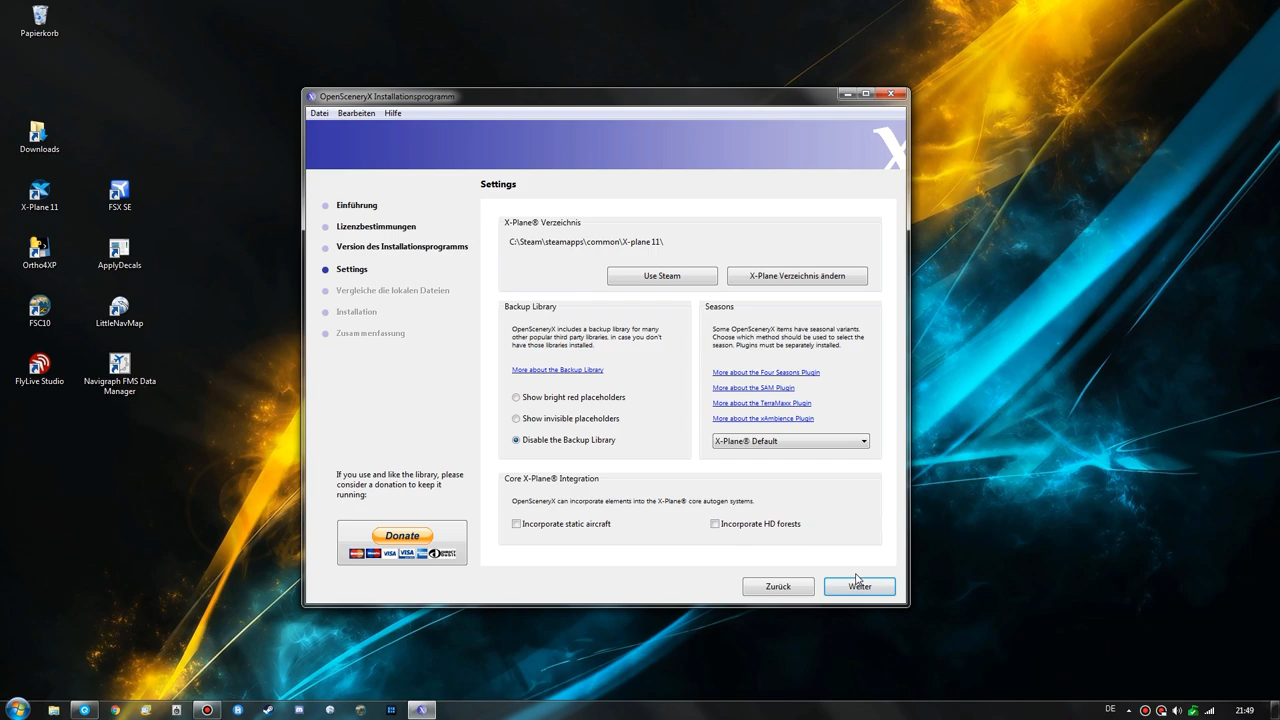 Papierkorb
Downloads
X-Plane 11
FSX SE
Ortho4XP
ApplyDecals
FSC10
LittleNavMap
FlyLive Studio
Navigraph FMS Data
Manager
OpenSceneryX Installationsprogramm
Datei Bearbeiten Hilfe
X
Einführung
Lizenzbestimmungen
Version des Installationsprogramms
Settings
Vergleiche die lokalen Dateien
Installation
Zusammenfassung
If you use and like the library, please
consider a donation to keep it
running:
Donate
Settings
X-Plane® Verzeichnis
C:\Steam\steamapps\common\X-plane 11\
Use Steam
X-Plane Verzeichnis ändern
Backup Library
OpenSceneryX includes a backup library for many
other popular third party libraries, in case you don't
have those libraries installed.
More about the Backup Library
Show bright red placeholders
Show invisible placeholders
Disable the Backup Library
Seasons
Some OpenSceneryX items have seasonal variants.
Choose which method should be used to select the
season. Plugins must be separately installed.
More about the Four Seasons Plugin
More about the SAM Plugin
More about the TerraMaxx Plugin
More about the xAmbience Plugin
X-Plane® Default
Core X-Plane® Integration
OpenSceneryX can incorporate elements into the X-Plane® core autogen systems.
Incorporate static aircraft
Incorporate HD forests
Zurück
Weiter
DE
21:49